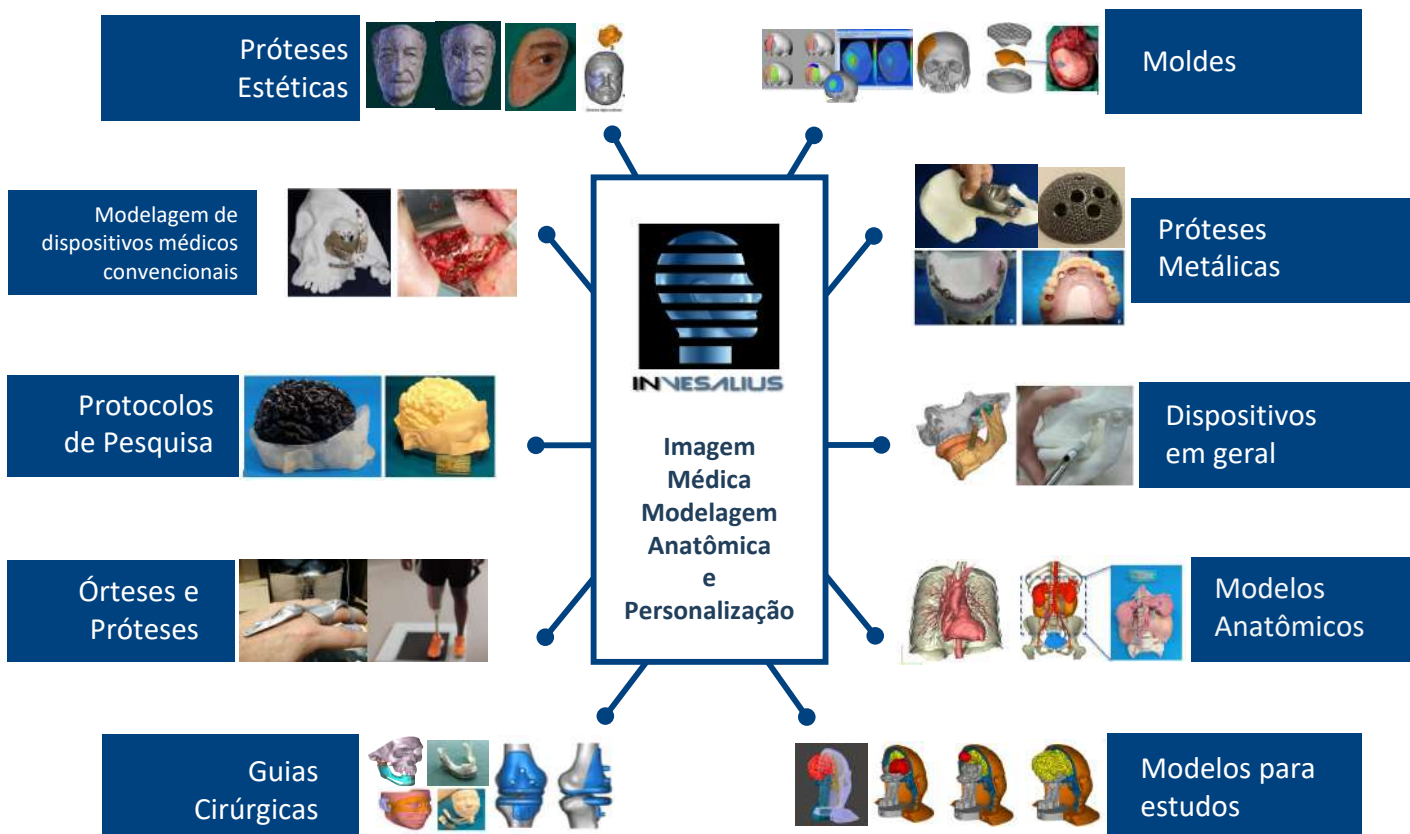 Próteses
Estéticas
Moldes
Modelagem de
dispositivos médicos
convencionais
Próteses
Metálicas
INVESALIUS
Imagem
Médica
Modelagem
Anatômica
e
Personalização
Protocolos
de Pesquisa
Dispositivos
em geral
Órteses e
Próteses
Modelos
Anatômicos
Guias
Cirúrgicas
Modelos para
estudos